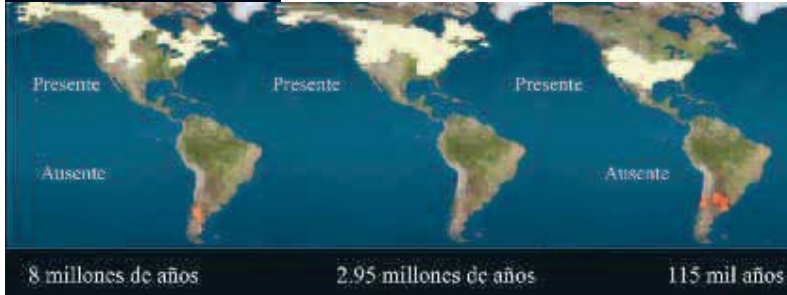 Presente
Presente
Presente
Ausente
Ausente
8 millones de años
2.95 millones de años
115 mil años